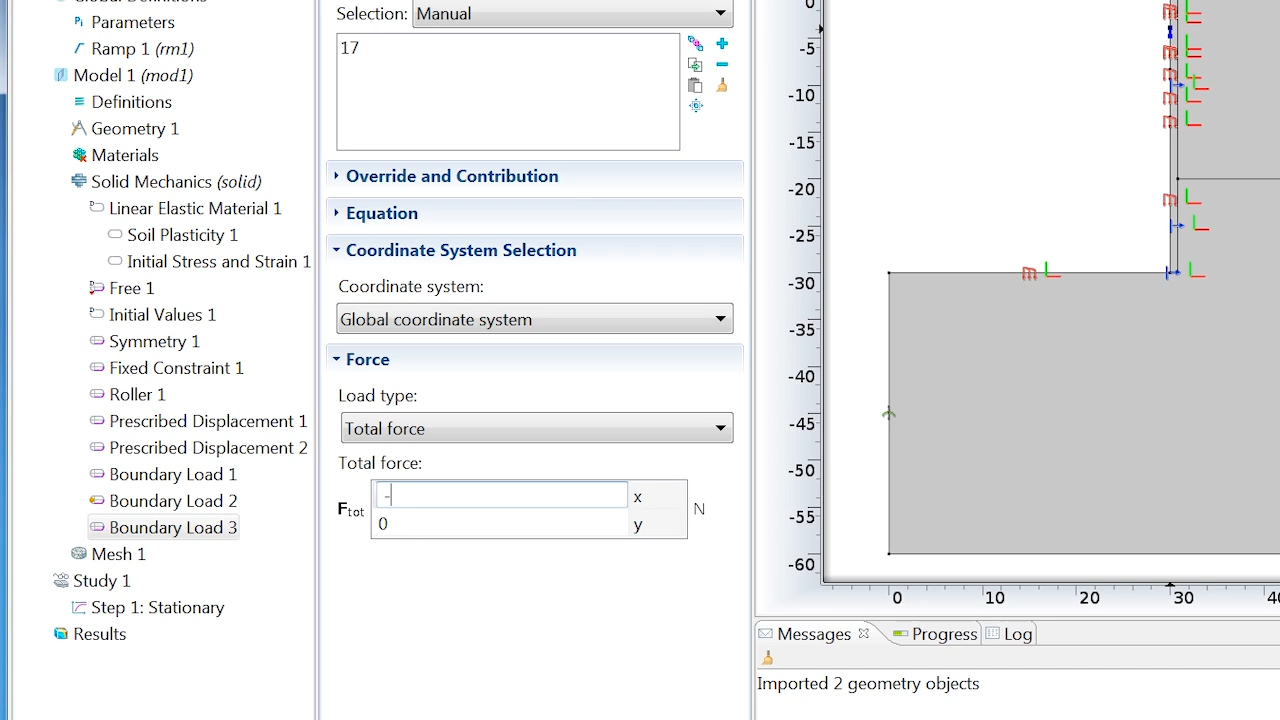 Global Definitions
Parameters
Ramp 1 (rm1)
Model 1 (mod1)
Definitions
Geometry 1
Materials
Solid Mechanics (solid)
Linear Elastic Material 1
Soil Plasticity 1
Initial Stress and Strain 1
Free 1
Initial Values 1
Symmetry 1
Fixed Constraint 1
Roller 1
Prescribed Displacement 1
Prescribed Displacement 2
Boundary Load 1
Boundary Load 2
Boundary Load 3
Mesh 1
Study 1
Step 1: Stationary
Results
Selection: Manual
17
Override and Contribution
Equation
Coordinate System Selection
Coordinate system:
Global coordinate system
Force
Load type:
Total force
Total force:
- x
Ftot N
0 y
0
-5
-10
-15
-20
-25
-30
-35
-40
-45
-50
-55
-60
0 10 20 30
Messages Progress Log
Imported 2 geometry objects